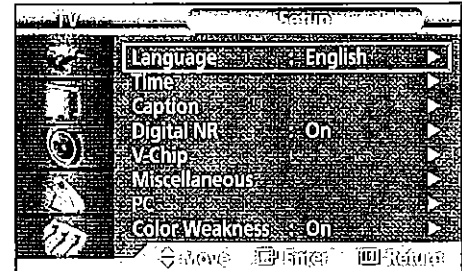 TV Setup
Language : English
Time
Caption
Digital NR : On
V-Chip
Miscellaneous
PC
Color Weakness : On
Move Enter Return